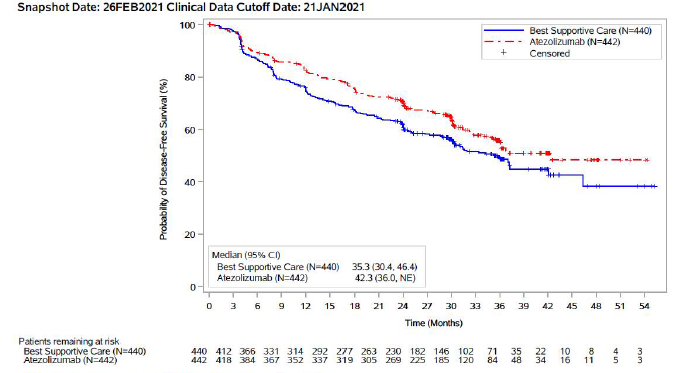 Snapshot Date: 26FEB2021 Clinical Data Cutoff Date: 21JAN2021
Best Supportive Care (N=440)
Atezolizumab (N=442)
+ Censored
Probability of Disease-Free Survival (%)
100
80
60
40
20
0
Median (95% CI)
Best Supportive Care (N=440) 35.3 (30.4, 46.4)
Atezolizumab (N=442) 42.3 (36.0, NE)
0 3 6 9 12 15 18 21 24 27 30 33 36 39 42 45 48 51 54
Time (Months)
Patients remaining at risk
Best Supportive Care (N=440) 440 412 366 331 314 292 277 263 230 182 146 102 71 35 22 10 8 4 3
Atezolizumab (N=442) 442 418 384 367 352 337 319 305 269 225 185 120 84 48 34 16 11 5 3